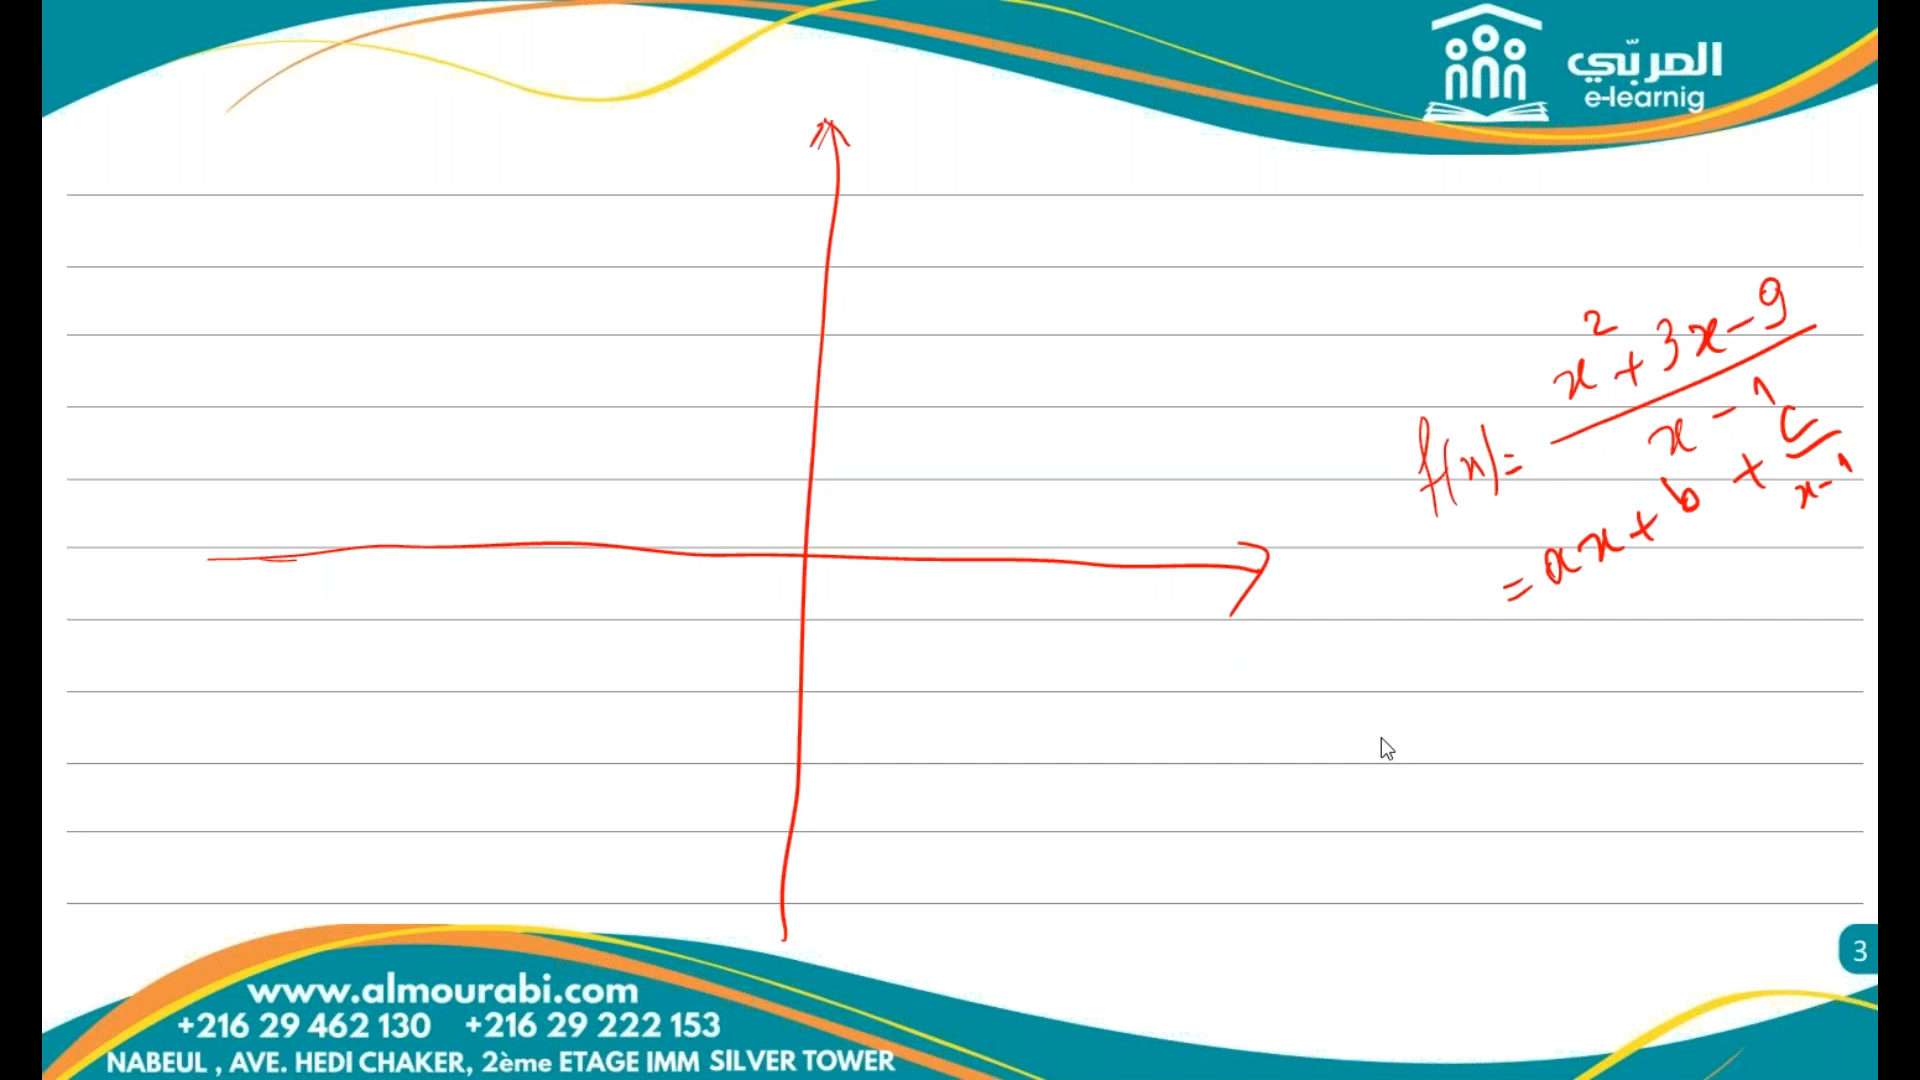 المربّي
e-learnig
f(x) = (x² + 3x - 9) / (x - 1)
= ax + b + c / (x - 1)
3
www.almourabi.com
+216 29 462 130 +216 29 222 153
NABEUL , AVE. HEDI CHAKER, 2ème ETAGE IMM SILVER TOWER